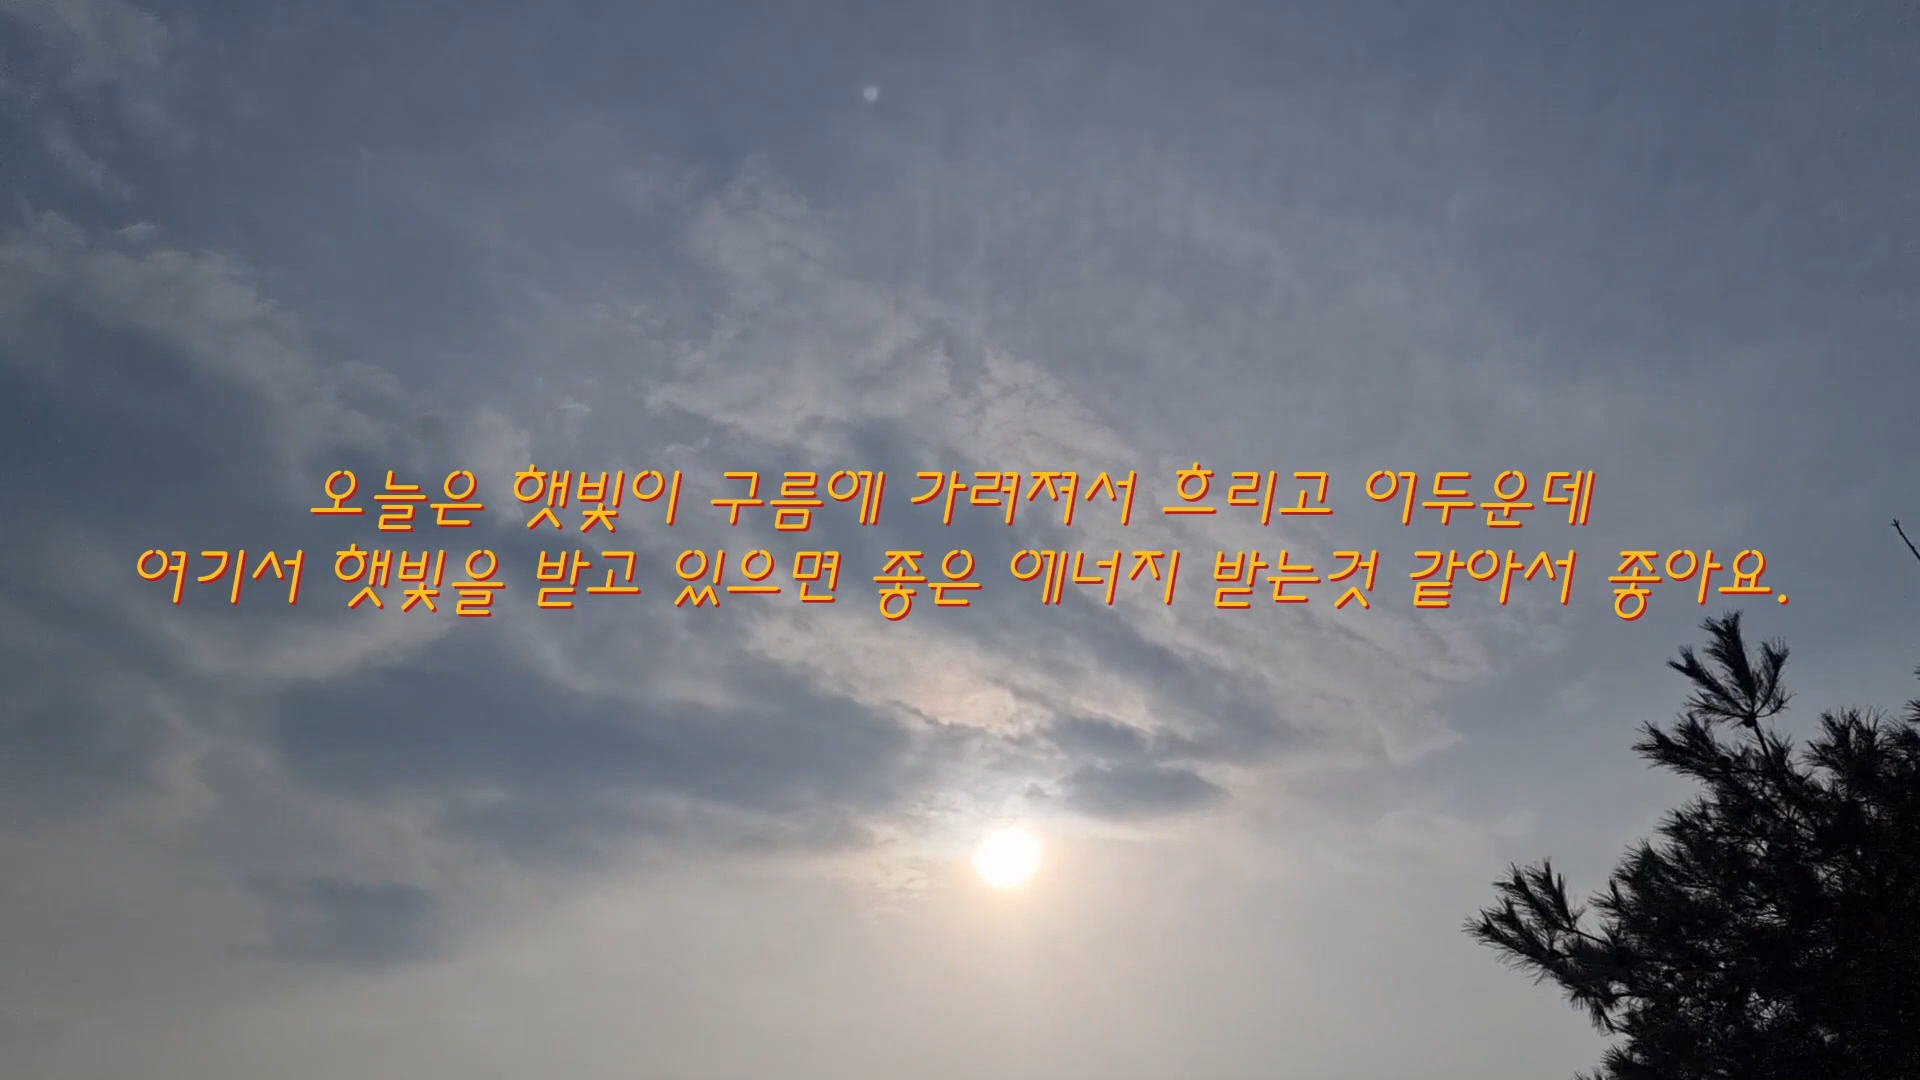 오늘은 햇빛이 구름에 가려져서 흐리고 어두운데
여기서 햇빛을 받고 있으면 좋은 에너지 받는것 같아서 좋아요.